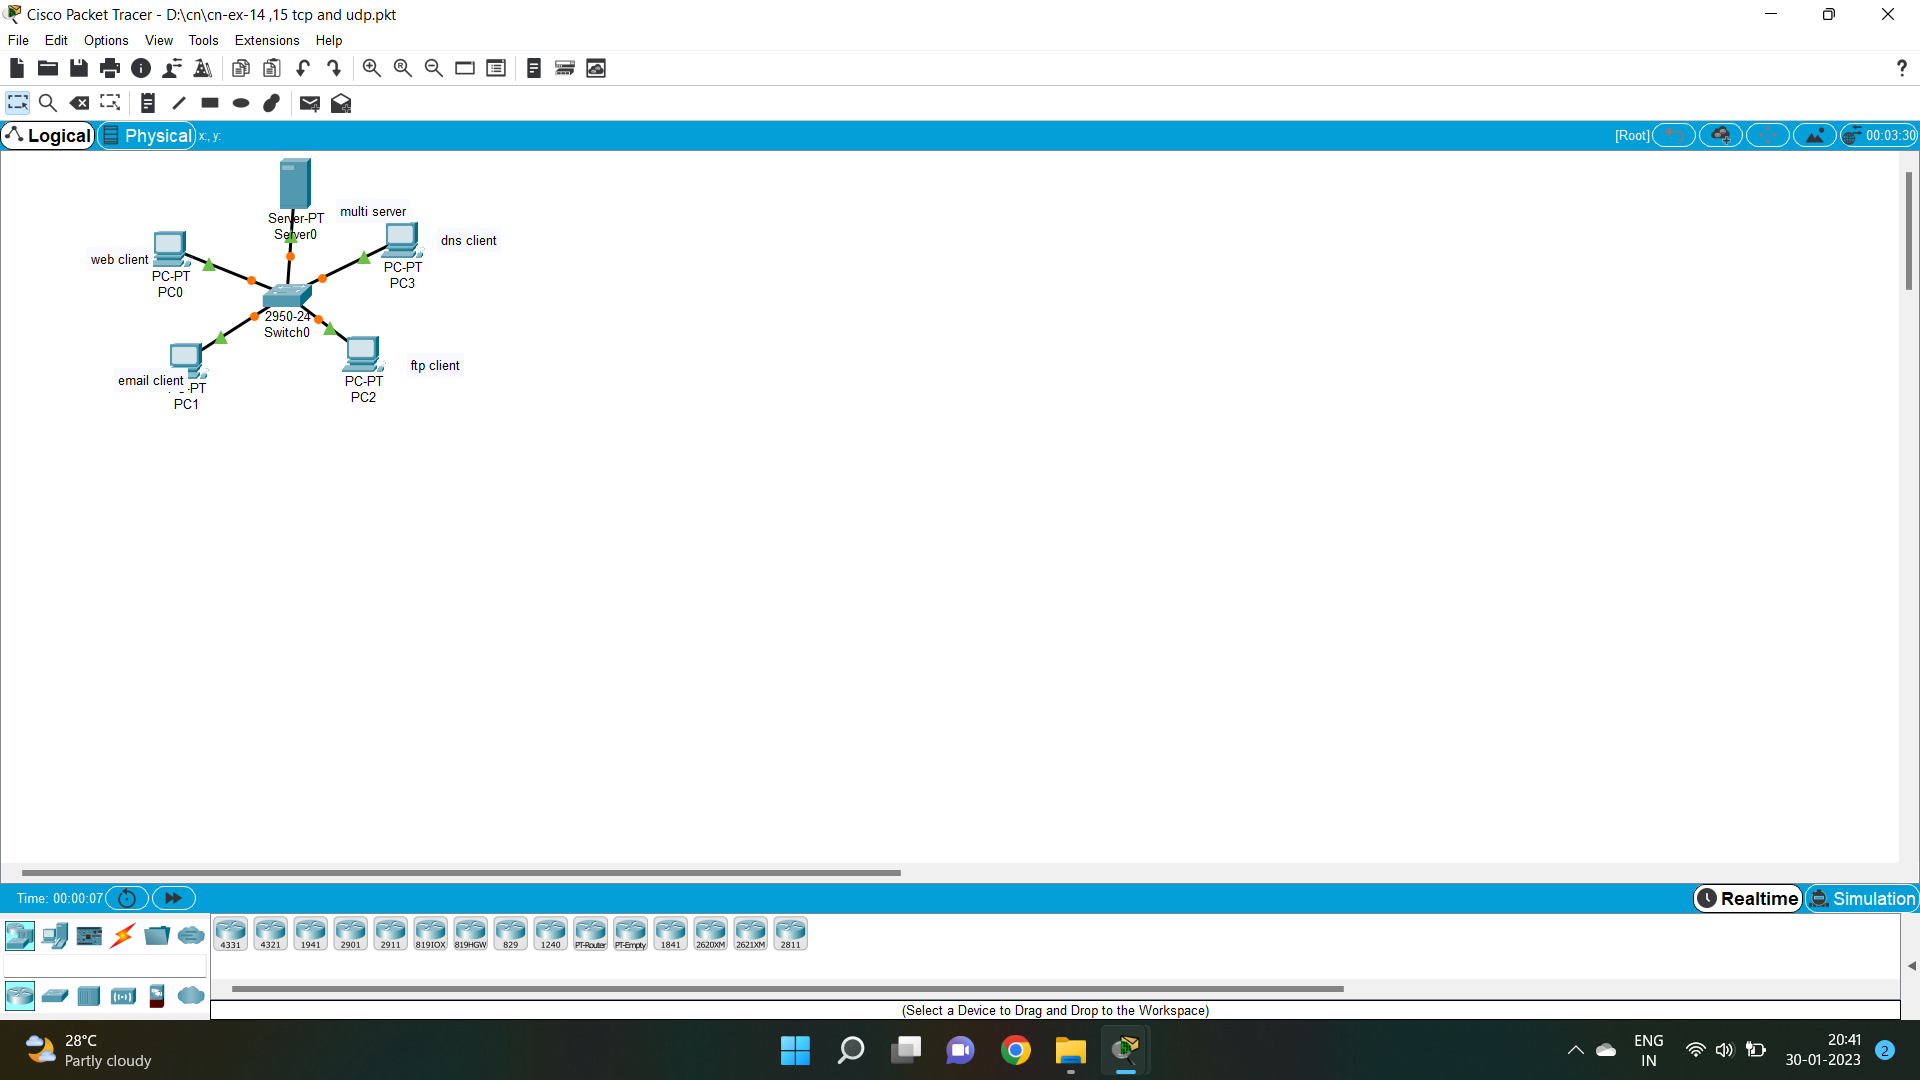 Cisco Packet Tracer - D:\cn\cn-ex-14 ,15 tcp and udp.pkt
File Edit Options View Tools Extensions Help
?
Logical Physical x:, y: [Root] 00:03:30
Server-PT
Server0
multi server
PC-PT
PC3
dns client
web client
PC-PT
PC0
2950-24
Switch0
email client
-PT
PC1
PC-PT
PC2
ftp client
Time: 00:00:07 Realtime Simulation
4331 4321 1941 2901 2911 819IOX 819HGW 829 1240 PT-Router PT-Empty 1841 2620XM 2621XM 2811
(Select a Device to Drag and Drop to the Workspace)
28°C
Partly cloudy
ENG
IN
20:41
30-01-2023
2